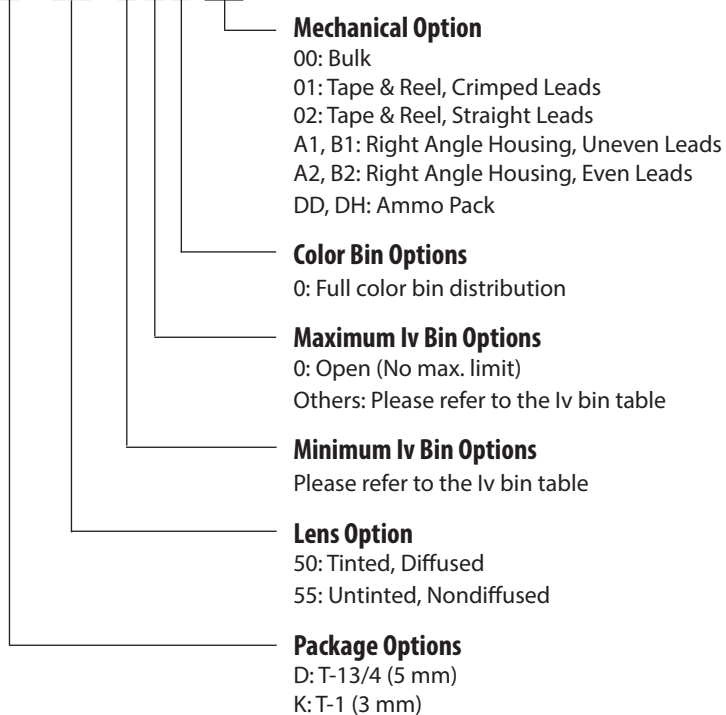 Mechanical Option
00: Bulk
01: Tape & Reel, Crimped Leads
02: Tape & Reel, Straight Leads
A1, B1: Right Angle Housing, Uneven Leads
A2, B2: Right Angle Housing, Even Leads
DD, DH: Ammo Pack
Color Bin Options
0: Full color bin distribution
Maximum Iv Bin Options
0: Open (No max. limit)
Others: Please refer to the Iv bin table
Minimum Iv Bin Options
Please refer to the Iv bin table
Lens Option
50: Tinted, Diffused
55: Untinted, Nondiffused
Package Options
D: T-13/4 (5 mm)
K: T-1 (3 mm)